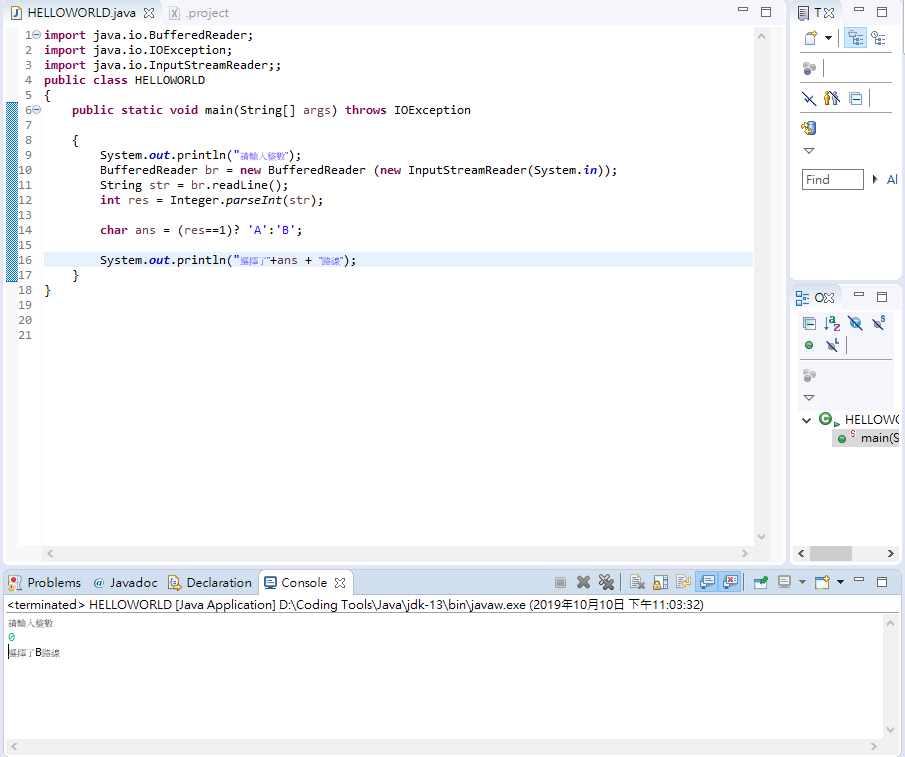 HELLOWORLD.java .project
1 import java.io.BufferedReader;
2 import java.io.IOException;
3 import java.io.InputStreamReader;;
4 public class HELLOWORLD
5 {
6 public static void main(String[] args) throws IOException
7
8 {
9 System.out.println("請輸入整數");
10 BufferedReader br = new BufferedReader (new InputStreamReader(System.in));
11 String str = br.readLine();
12 int res = Integer.parseInt(str);
13
14 char ans = (res==1)? 'A':'B';
15
16 System.out.println("選擇了"+ans + "路線");
17 }
18 }
19
20
21
T
Find Al
O
HELLOWO
main(S
Problems @ Javadoc Declaration Console
<terminated> HELLOWORLD [Java Application] D:\Coding Tools\Java\jdk-13\bin\javaw.exe (2019年10月10日 下午11:03:32)
請輸入整數
0
選擇了B路線